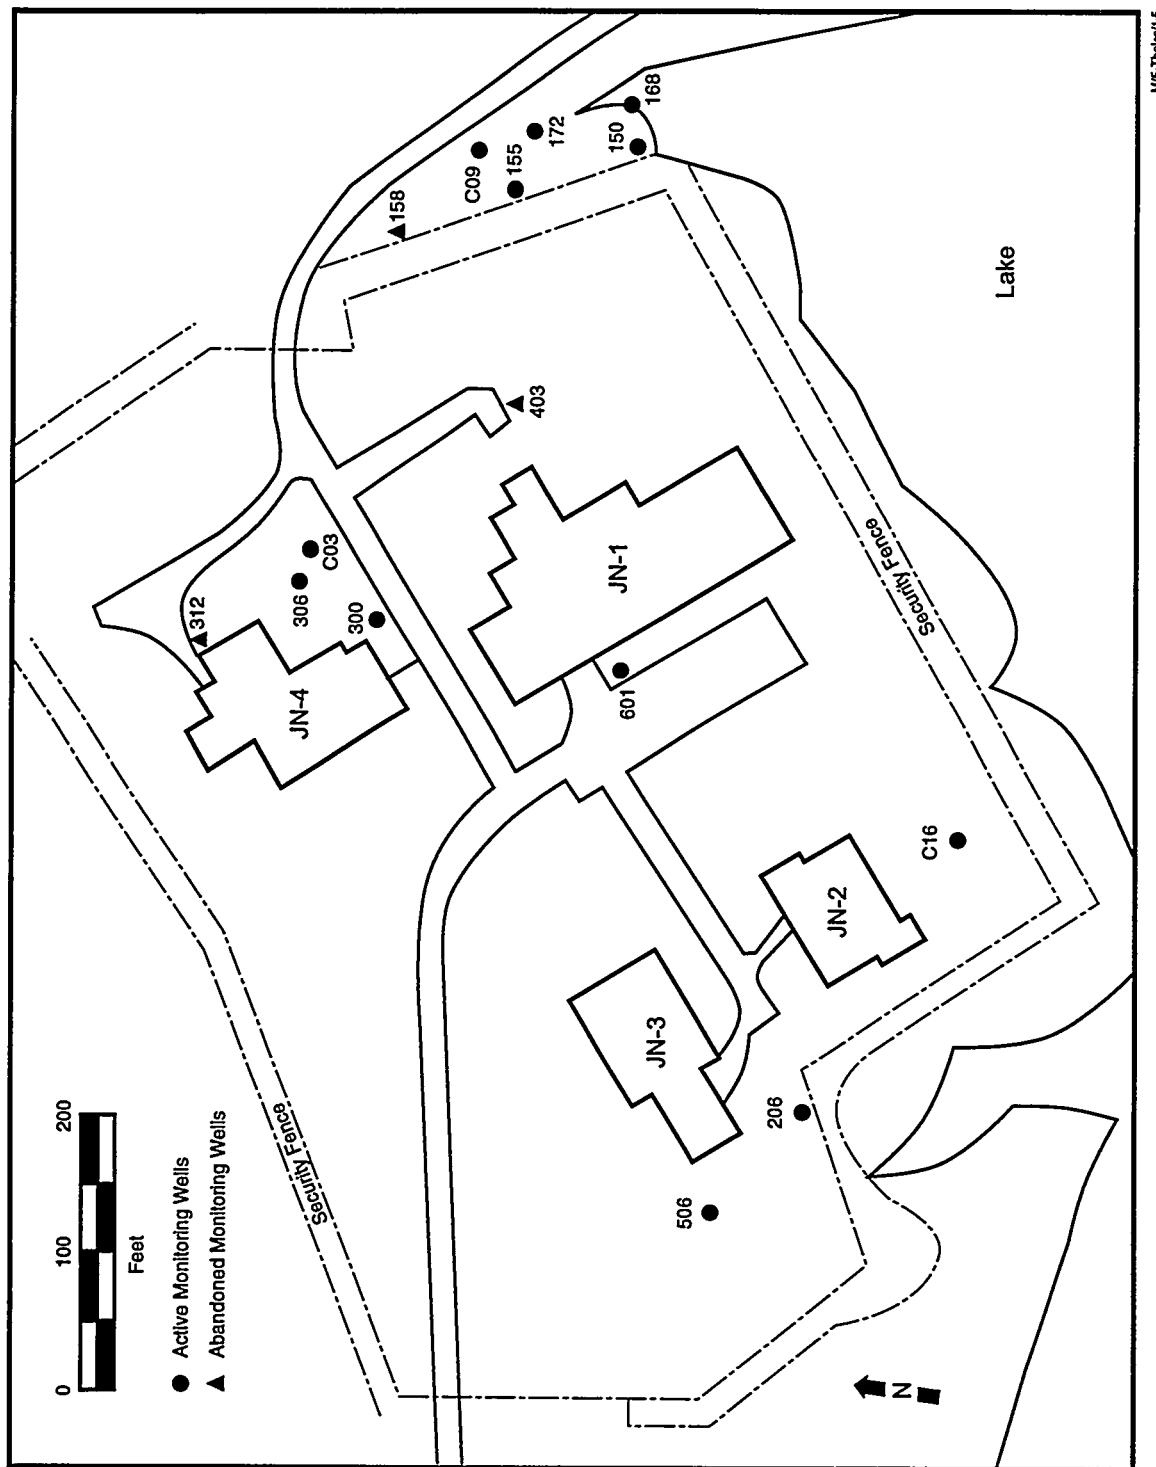 0 100 200
Feet
Active Monitoring Wells
Abandoned Monitoring Wells
Security Fence
312
JN-4
306
C03
300
158
C09
155
172
150
168
403
JN-1
601
Lake
Security Fence
JN-3
JN-2
C16
206
506
N